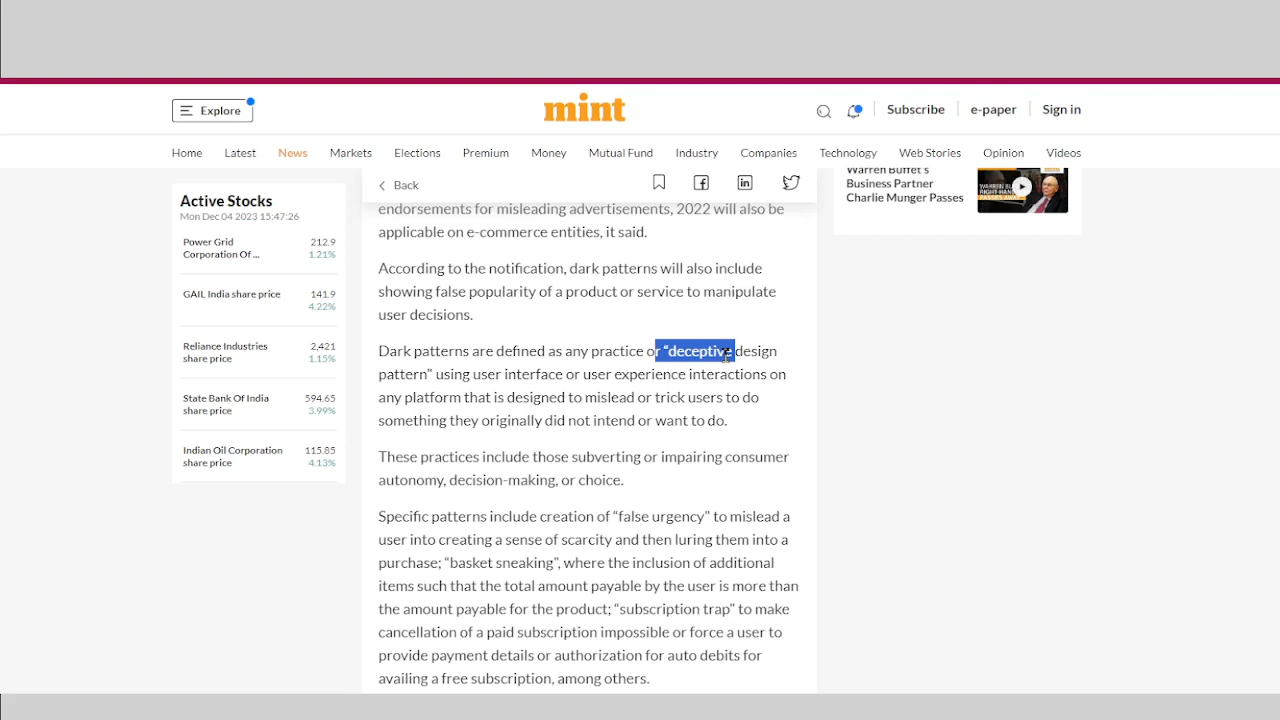 Explore
mint
Subscribe
e-paper
Sign in
Home
Latest
News
Markets
Elections
Premium
Money
Mutual Fund
Industry
Companies
Technology
Web Stories
Opinion
Videos
Active Stocks
Mon Dec 04 2023 15:47:26
Power Grid 212.9
Corporation Of ... 1.21%
GAIL India share price 141.9
4.22%
Reliance Industries 2,421
share price 1.15%
State Bank Of India 594.65
share price 3.99%
Indian Oil Corporation 115.85
share price 4.13%
Back
endorsements for misleading advertisements, 2022 will also be
applicable on e-commerce entities, it said.
According to the notification, dark patterns will also include
showing false popularity of a product or service to manipulate
user decisions.
Dark patterns are defined as any practice or “deceptive design
pattern" using user interface or user experience interactions on
any platform that is designed to mislead or trick users to do
something they originally did not intend or want to do.
These practices include those subverting or impairing consumer
autonomy, decision-making, or choice.
Specific patterns include creation of “false urgency” to mislead a
user into creating a sense of scarcity and then luring them into a
purchase; “basket sneaking”, where the inclusion of additional
items such that the total amount payable by the user is more than
the amount payable for the product; “subscription trap” to make
cancellation of a paid subscription impossible or force a user to
provide payment details or authorization for auto debits for
availing a free subscription, among others.
Warren Buffet's
Business Partner
Charlie Munger Passes